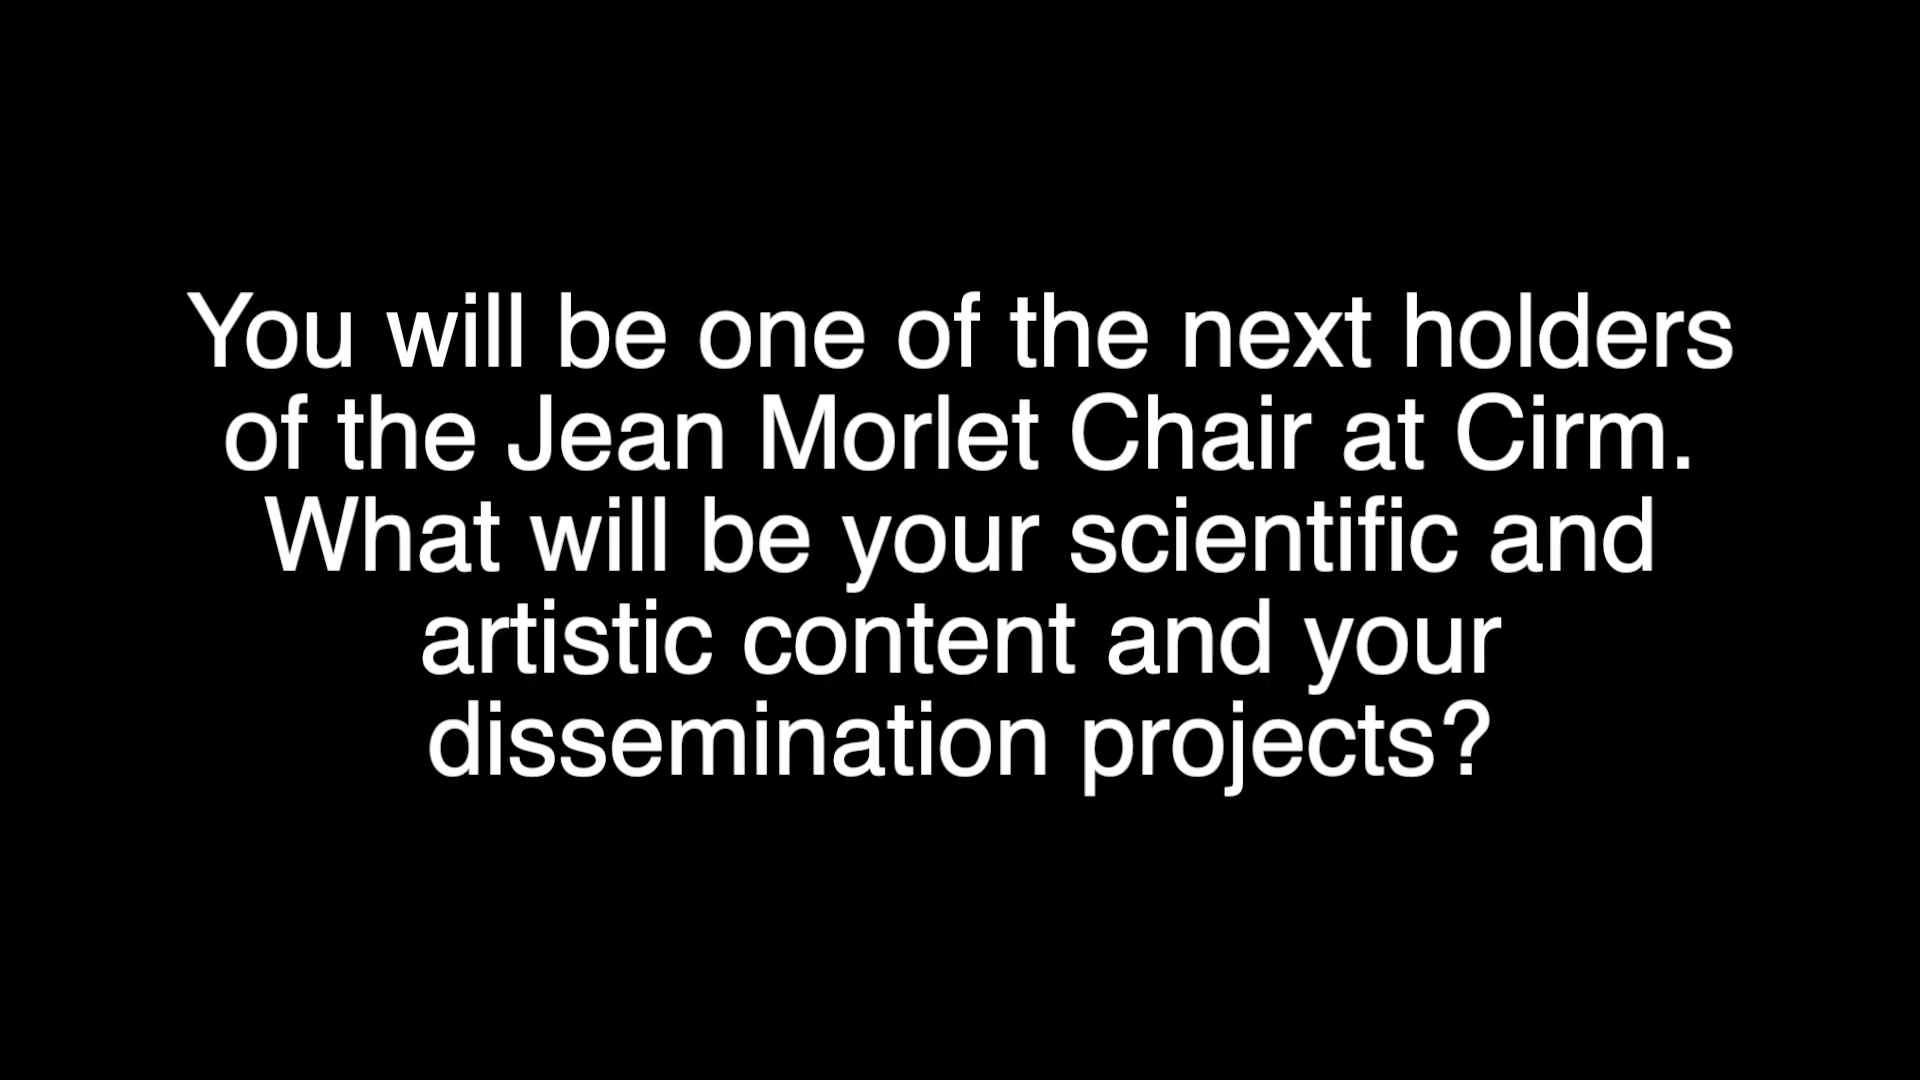 You will be one of the next holders
of the Jean Morlet Chair at Cirm.
What will be your scientific and
artistic content and your
dissemination projects?